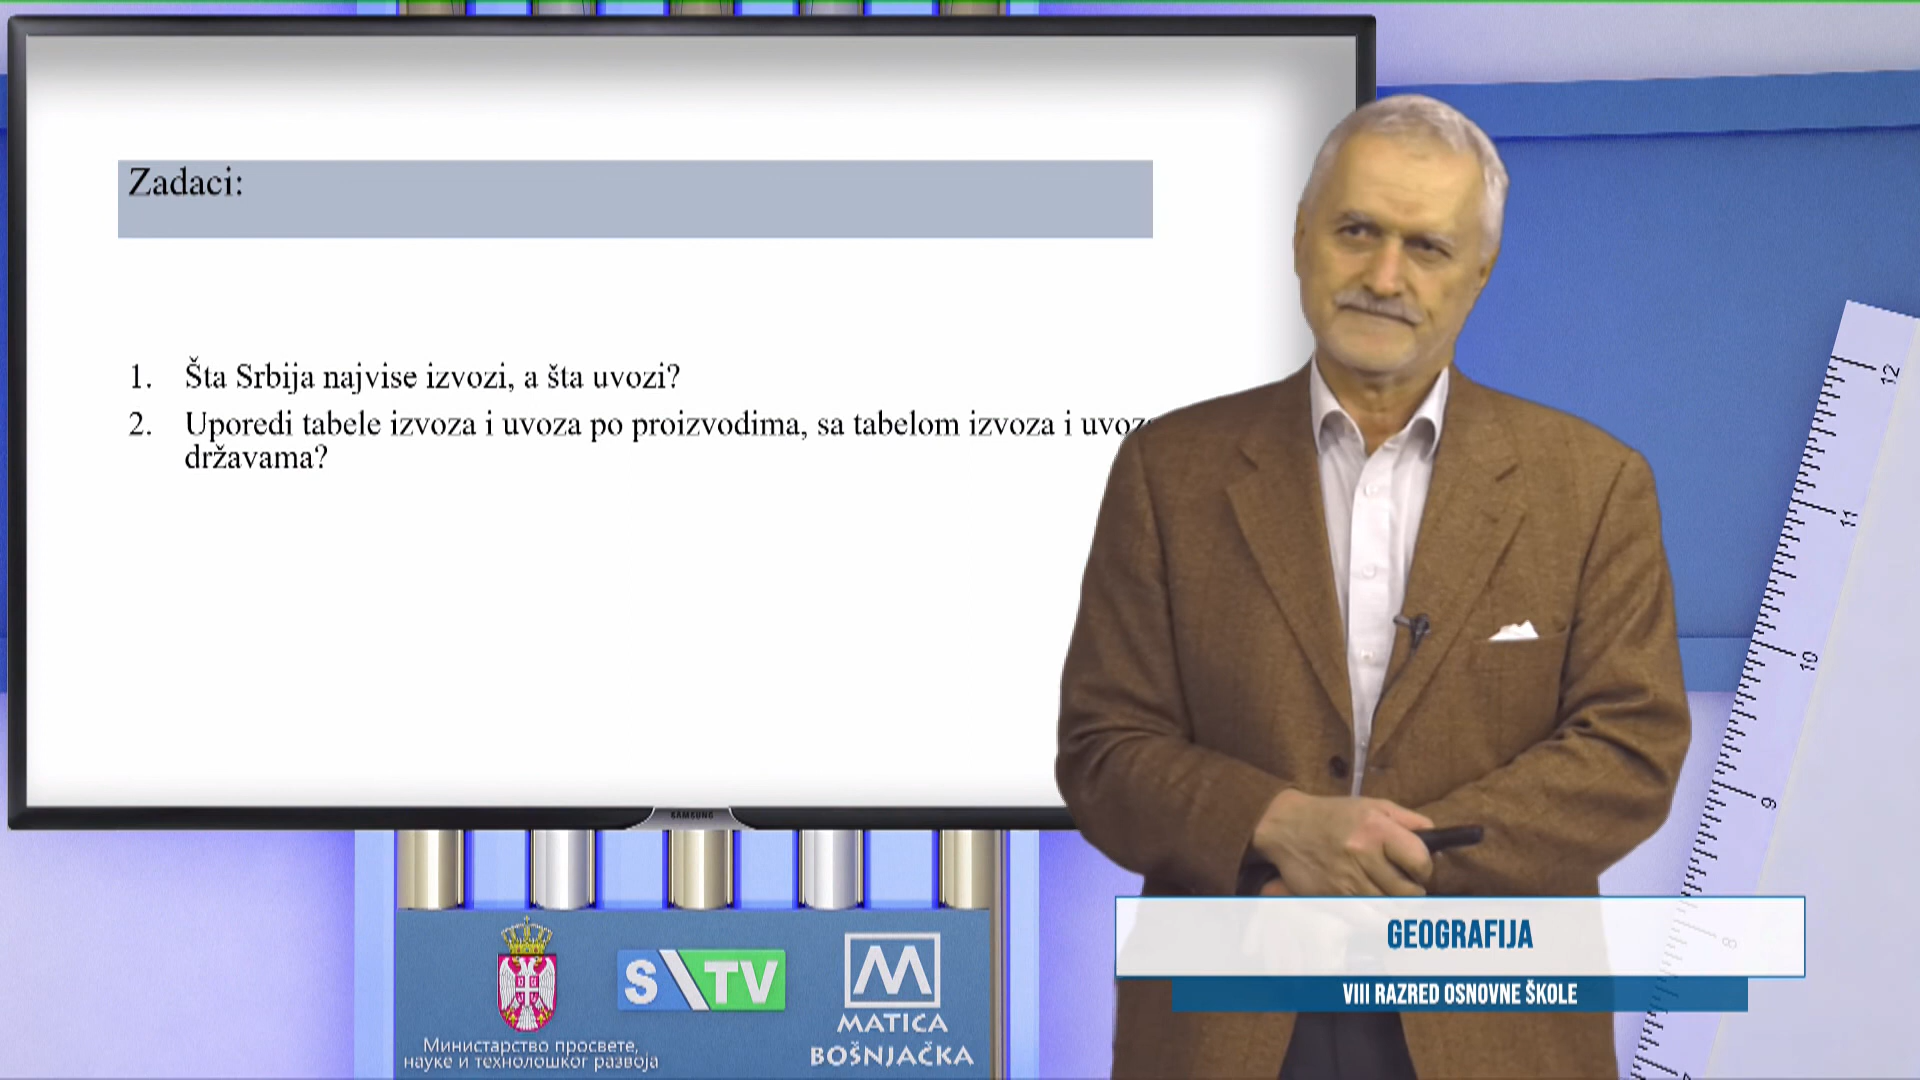 Zadaci:
1. Šta Srbija najvise izvozi, a šta uvozi?
2. Uporedi tabele izvoza i uvoza po proizvodima, sa tabelom izvoza i
državama?
SAMSUNG
12
11
10
9
8
GEOGRAFIJA
VIII RAZRED OSNOVNE ŠKOLE
S TV
MATICA
BOŠNJAČKA
Министарство просвете,
науке и технолошког развоја